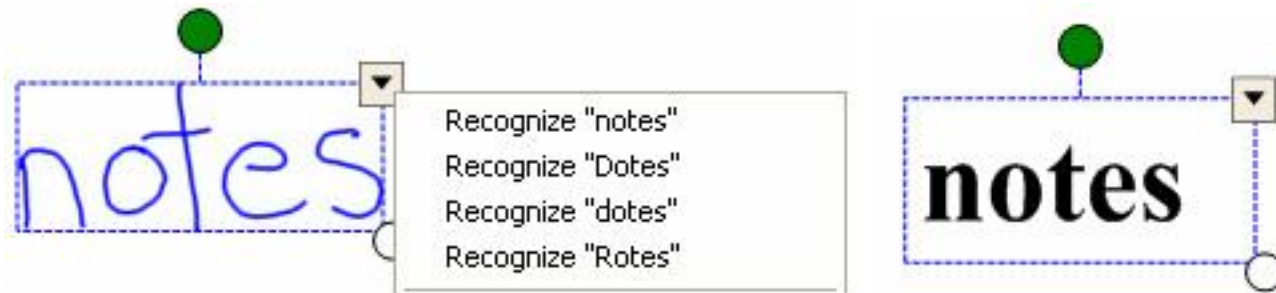 notes
Recognize "notes"
Recognize "Dotes"
Recognize "dotes"
Recognize "Rotes"
notes